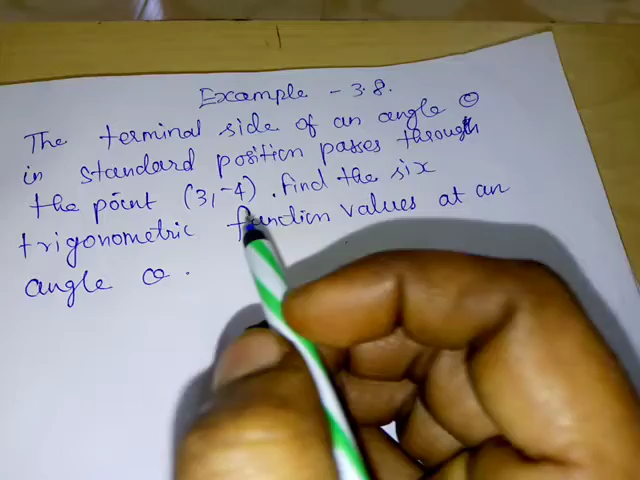 Example - 3.8.
The terminal side of an angle θ
in standard position passes through
the point (3,-4). find the six
trigonometric function values at an
angle θ.